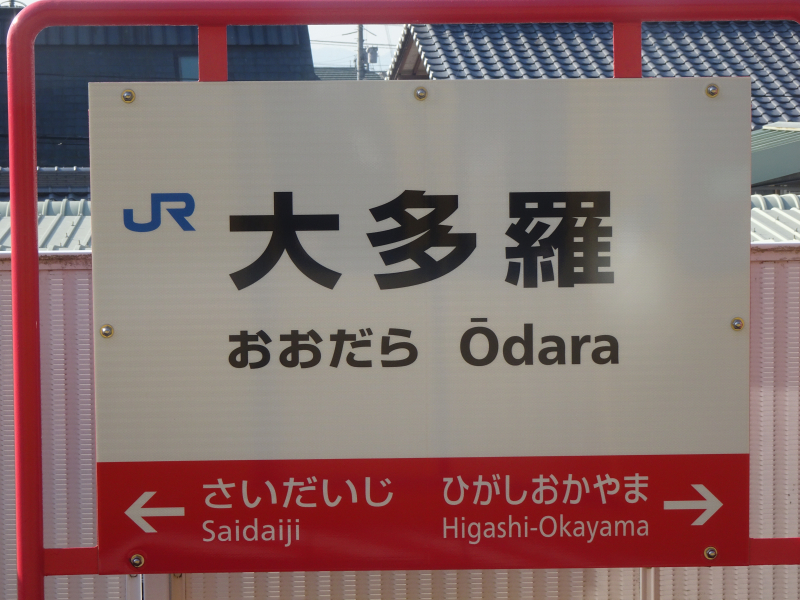 JR 大多羅
おおだら Ōdara
← さいだいじ ひがしおかやま →
Saidaiji Higashi-Okayama